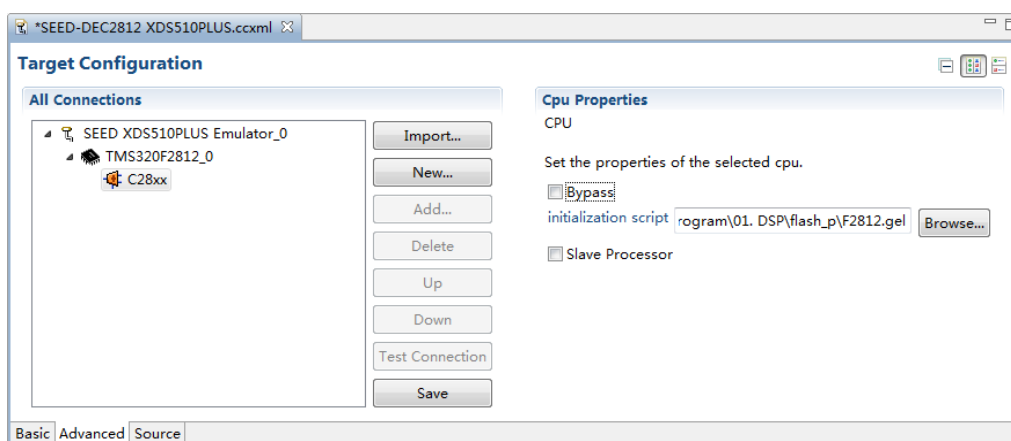 *SEED-DEC2812 XDS510PLUS.ccxml
Target Configuration
All Connections
SEED XDS510PLUS Emulator_0
TMS320F2812_0
C28xx
Import...
New...
Add...
Delete
Up
Down
Test Connection
Save
Cpu Properties
CPU
Set the properties of the selected cpu.
Bypass
initialization script rogram\01. DSP\flash_p\F2812.gel Browse...
Slave Processor
Basic Advanced Source